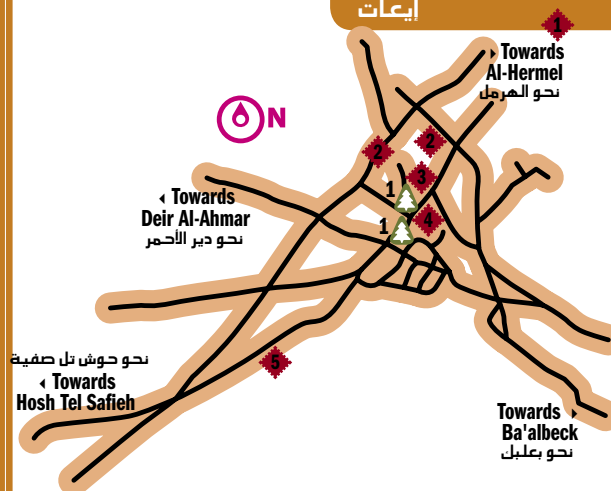 إيعات
1
▸ Towards
Al-Hermel
نحو الهرمل
N
2
2
3
1
4
1
◂ Towards
Deir Al-Ahmar
نحو دير الأحمر
نحو حوش تل صفية
◂ Towards
Hosh Tel Safieh
5
Towards ▸
Ba'albeck
نحو بعلبك